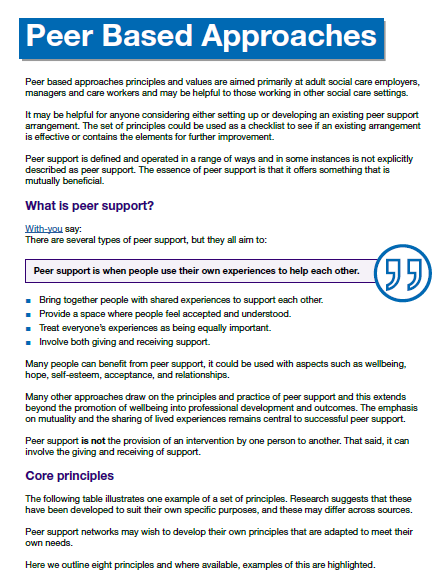 Peer Based Approaches
Peer based approaches principles and values are aimed primarily at adult social care employers,
managers and care workers and may be helpful to those working in other social care settings.
It may be helpful for anyone considering either setting up or developing an existing peer support
arrangement. The set of principles could be used as a checklist to see if an existing arrangement
is effective or contains the elements for further improvement.
Peer support is defined and operated in a range of ways and in some instances is not explicitly
described as peer support. The essence of peer support is that it offers something that is
mutually beneficial.
What is peer support?
With-you say:
There are several types of peer support, but they all aim to:
Peer support is when people use their own experiences to help each other.
■ Bring together people with shared experiences to support each other.
■ Provide a space where people feel accepted and understood.
■ Treat everyone's experiences as being equally important.
■ Involve both giving and receiving support.
Many people can benefit from peer support, it could be used with aspects such as wellbeing,
hope, self-esteem, acceptance, and relationships.
Many other approaches draw on the principles and practice of peer support and this extends
beyond the promotion of wellbeing into professional development and outcomes. The emphasis
on mutuality and the sharing of lived experiences remains central to successful peer support.
Peer support is not the provision of an intervention by one person to another. That said, it can
involve the giving and receiving of support.
Core principles
The following table illustrates one example of a set of principles. Research suggests that these
have been developed to suit their own specific purposes, and these may differ across sources.
Peer support networks may wish to develop their own principles that are adapted to meet their
own needs.
Here we outline eight principles and where available, examples of this are highlighted.